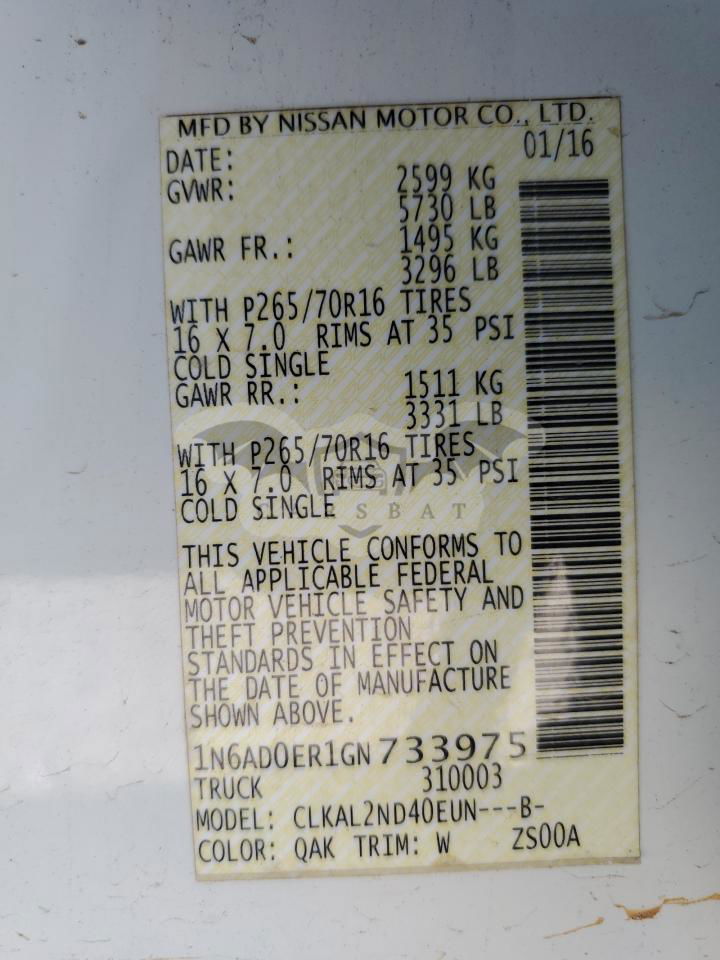 MFD BY NISSAN MOTOR CO., LTD.
DATE: 01/16
GVWR: 2599 KG
5730 LB
GAWR FR.: 1495 KG
3296 LB
WITH P265/70R16 TIRES
16 X 7.0 RIMS AT 35 PSI
COLD SINGLE
GAWR RR.: 1511 KG
3331 LB
WITH P265/70R16 TIRES
16 X 7.0 RIMS AT 35 PSI
COLD SINGLE
SBAT
THIS VEHICLE CONFORMS TO
ALL APPLICABLE FEDERAL
MOTOR VEHICLE SAFETY AND
THEFT PREVENTION
STANDARDS IN EFFECT ON
THE DATE OF MANUFACTURE
SHOWN ABOVE.
1N6AD0ER1GN733975
TRUCK 310003
MODEL: CLKAL2ND40EUN---B-
COLOR: QAK TRIM: W ZS00A